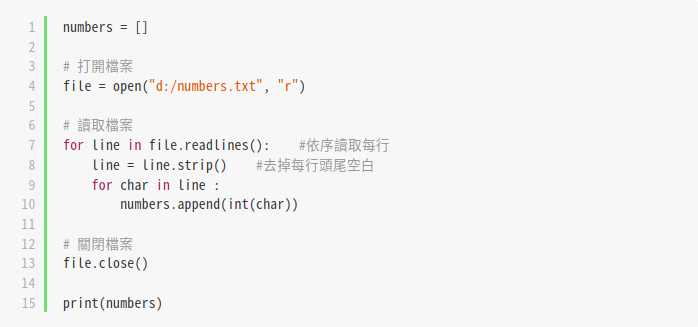 1 numbers = []
2
3 # 打開檔案
4 file = open("d:/numbers.txt", "r")
5
6 # 讀取檔案
7 for line in file.readlines():    #依序讀取每行
8     line = line.strip()    #去掉每行頭尾空白
9     for char in line :
10         numbers.append(int(char))
11
12 # 關閉檔案
13 file.close()
14
15 print(numbers)